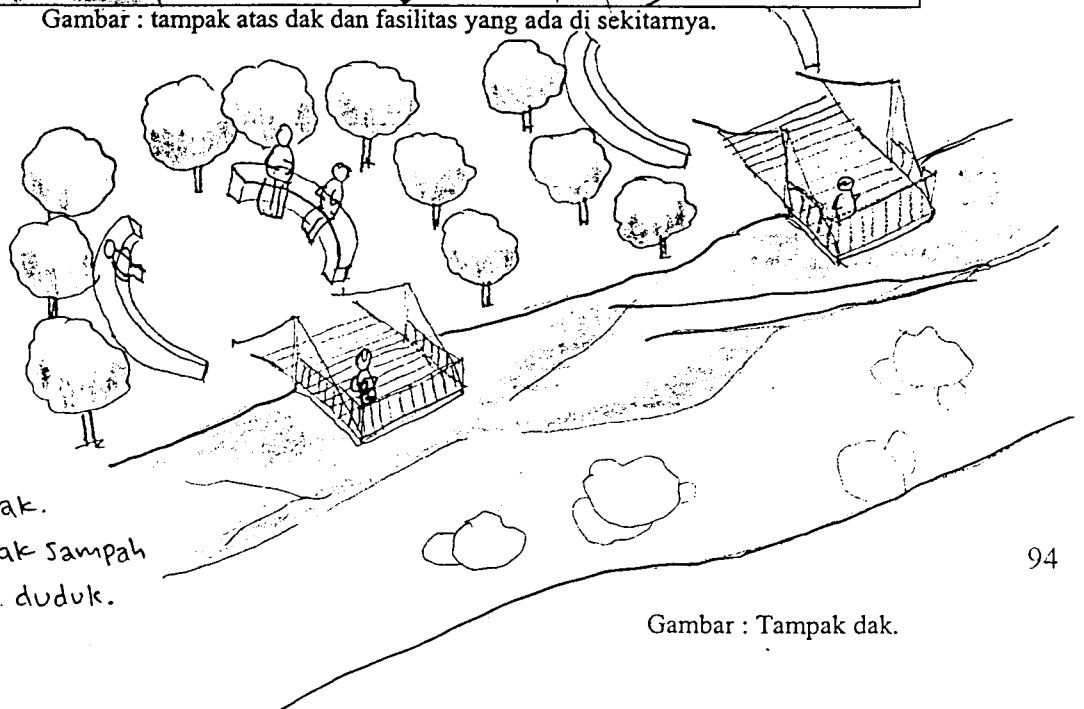 Gambar : tampak atas dak dan fasilitas yang ada di sekitarnya.
ak.
ak sampah
. duduk.
94
Gambar : Tampak dak.